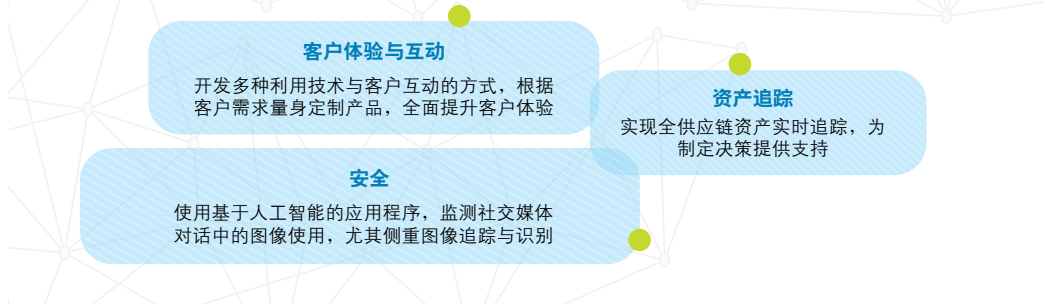 客户体验与互动
开发多种利用技术与客户互动的方式，根据
客户需求量身定制产品，全面提升客户体验
资产追踪
实现全供应链资产实时追踪，为
制定决策提供支持
安全
使用基于人工智能的应用程序，监测社交媒体
对话中的图像使用，尤其侧重图像追踪与识别